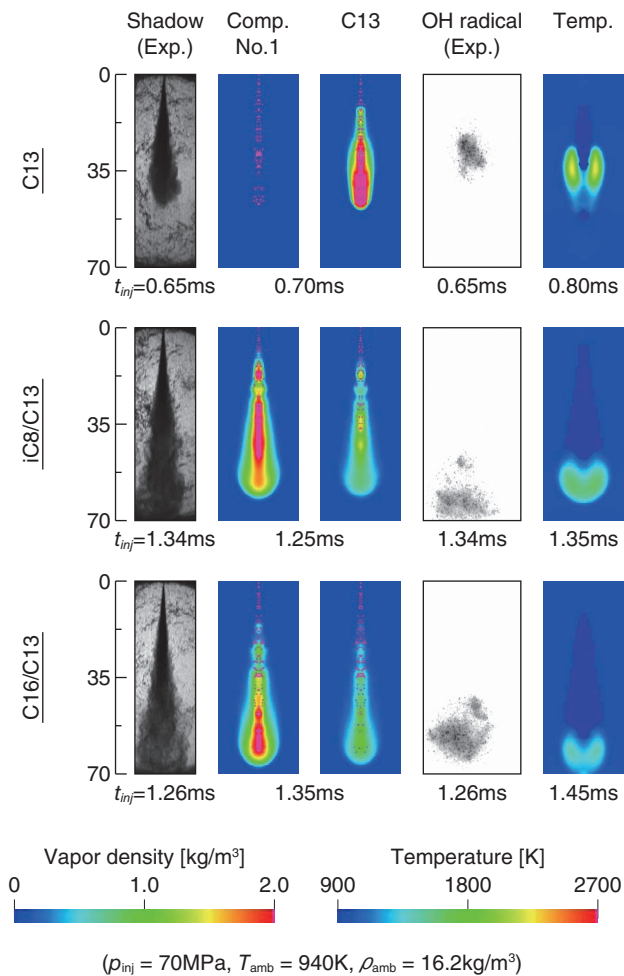 Shadow (Exp.) Comp. No.1 C13 OH radical (Exp.) Temp.
C13
0
35
70
t_inj=0.65ms 0.70ms 0.65ms 0.80ms
iC8/C13
0
35
70
t_inj=1.34ms 1.25ms 1.34ms 1.35ms
C16/C13
0
35
70
t_inj=1.26ms 1.35ms 1.26ms 1.45ms
Vapor density [kg/m³] Temperature [K]
0 1.0 2.0 900 1800 2700
(p_inj = 70MPa, T_amb = 940K, ρ_amb = 16.2kg/m³)